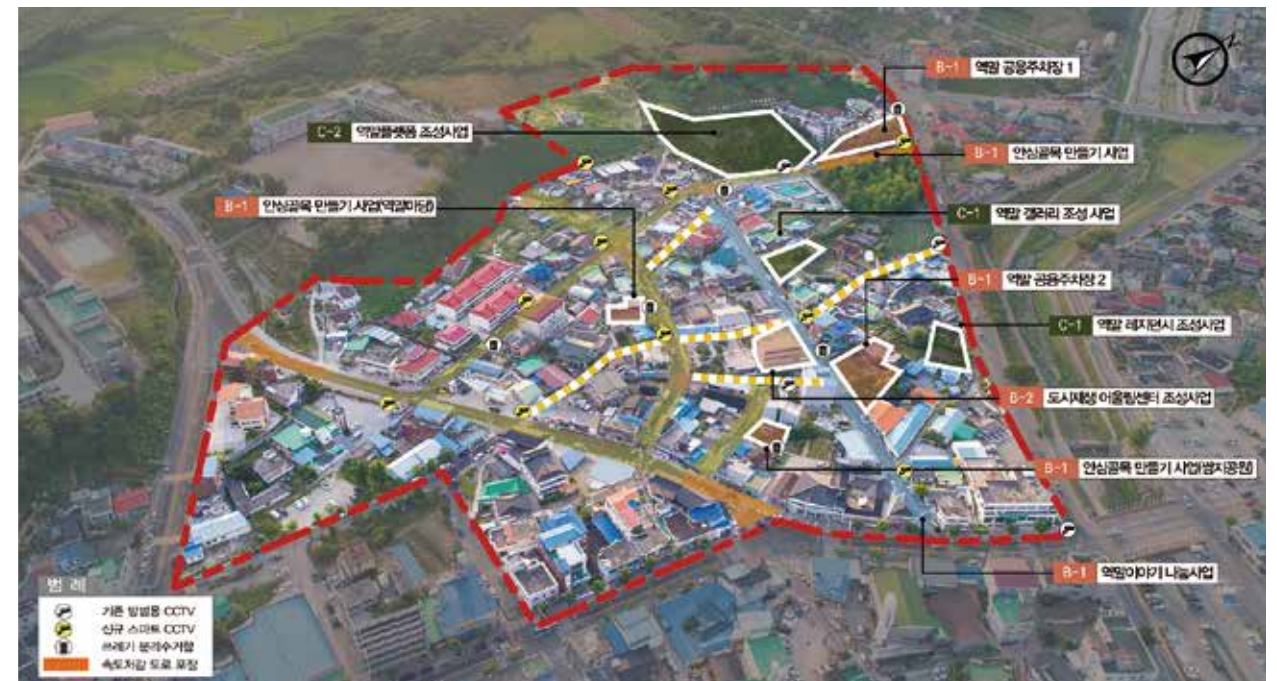 Z
B-1 역말 공용주차장 1
C-2 역말플랫폼 조성사업
B-1 안심골목 만들기 사업
B-1 안심골목 만들기 사업(역말마당)
C-1 역말 갤러리 조성 사업
B-1 역말 공용주차장 2
C-1 역말 레지던시 조성사업
B-2 도시재생 어울림센터 조성사업
B-1 안심골목 만들기 사업(쌈지공원)
B-1 역말이야기 나눔사업
범 례
기존 방범용 CCTV
신규 스마트 CCTV
쓰레기 분리수거함
속도저감 도로 포장